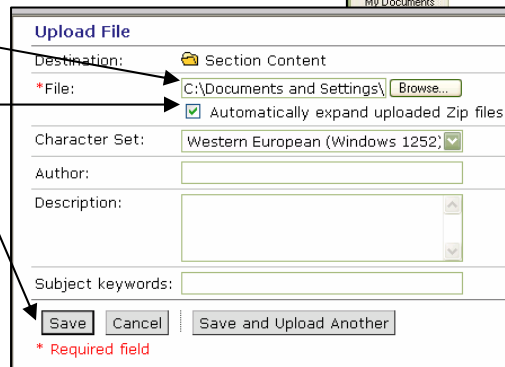 My Documents
Upload File
Destination: Section Content
*File: C:\Documents and Settings\ Browse...
Automatically expand uploaded Zip files
Character Set: Western European (Windows 1252)
Author:
Description:
Subject keywords:
Save Cancel Save and Upload Another
* Required field